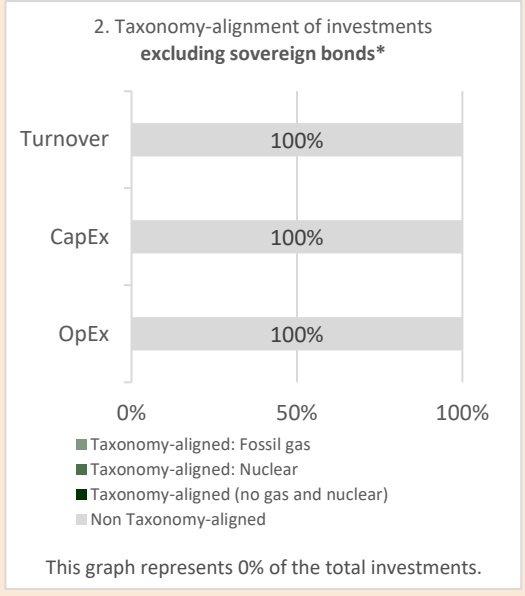 2. Taxonomy-alignment of investments
excluding sovereign bonds*
Turnover
100%
CapEx
100%
OpEx
100%
0%
50%
100%
Taxonomy-aligned: Fossil gas
Taxonomy-aligned: Nuclear
Taxonomy-aligned (no gas and nuclear)
Non Taxonomy-aligned
This graph represents 0% of the total investments.